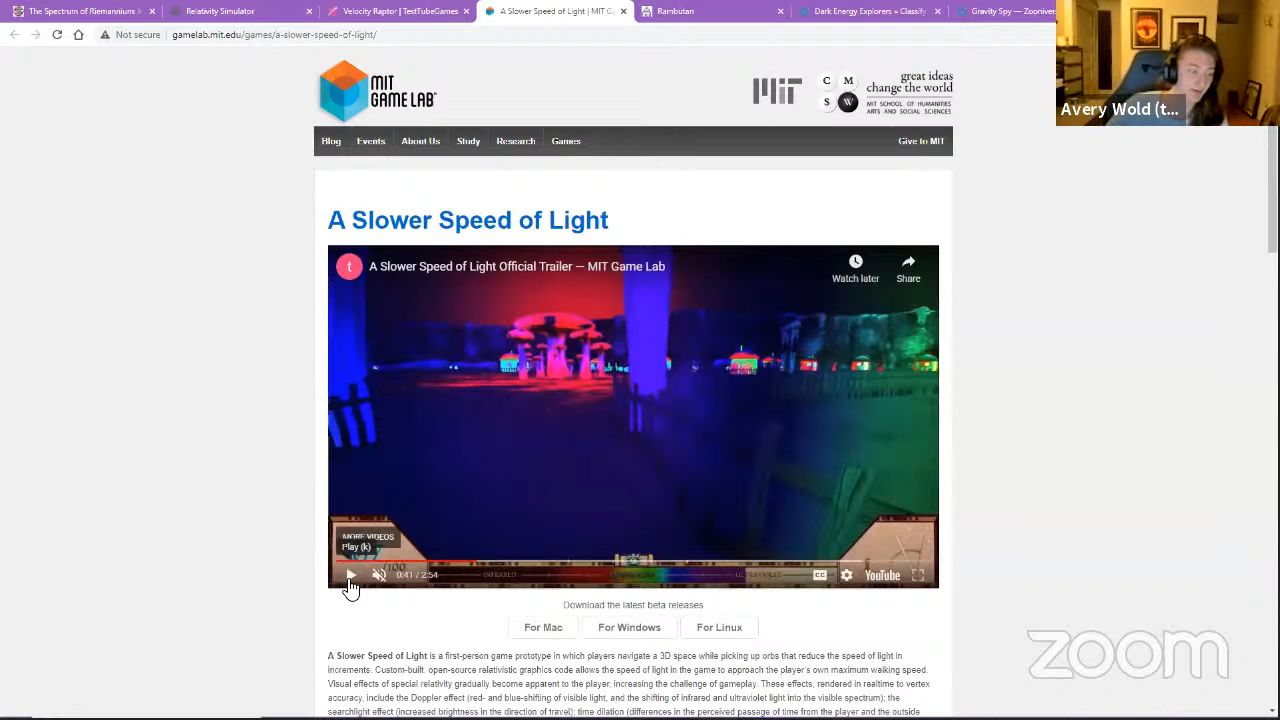 The Spectrum of Riemannium
Relativity Simulator
Velocity Raptor | TestTubeGames
A Slower Speed of Light | MIT G
Rambutan
Dark Energy Explorers » Classify
Gravity Spy — Zooniver
Not secure
gamelab.mit.edu/games/a-slower-speed-of-light/
MIT
GAME LAB
MIT
C M
S W
great ideas
change the world
MIT SCHOOL OF HUMANITIES
ARTS AND SOCIAL SCIENCES
Avery Wold (t...
Blog Events About Us Study Research Games Give to MIT
A Slower Speed of Light
t
A Slower Speed of Light Official Trailer — MIT Game Lab
Watch later
Share
MORE VIDEOS
Play (k)
/100
0:41 / 2:54
INFRARED
ULTRAVIOLET
CC
YouTube
Download the latest beta releases
For Mac For Windows For Linux
A Slower Speed of Light is a first-person game prototype in which players navigate a 3D space while picking up orbs that reduce the speed of light in
increments. Custom-built, open-source relativistic graphics code allows the speed of light in the game to approach the player's own maximum walking speed.
Visual effects of special relativity gradually become apparent to the player, increasing the challenge of gameplay. These effects, rendered in realtime to vertex
accuracy, include the Doppler effect (red- and blue-shifting of visible light, and the shifting of infrared and ultraviolet light into the visible spectrum); the
searchlight effect (increased brightness in the direction of travel); time dilation (differences in the perceived passage of time from the player and the outside
zoom